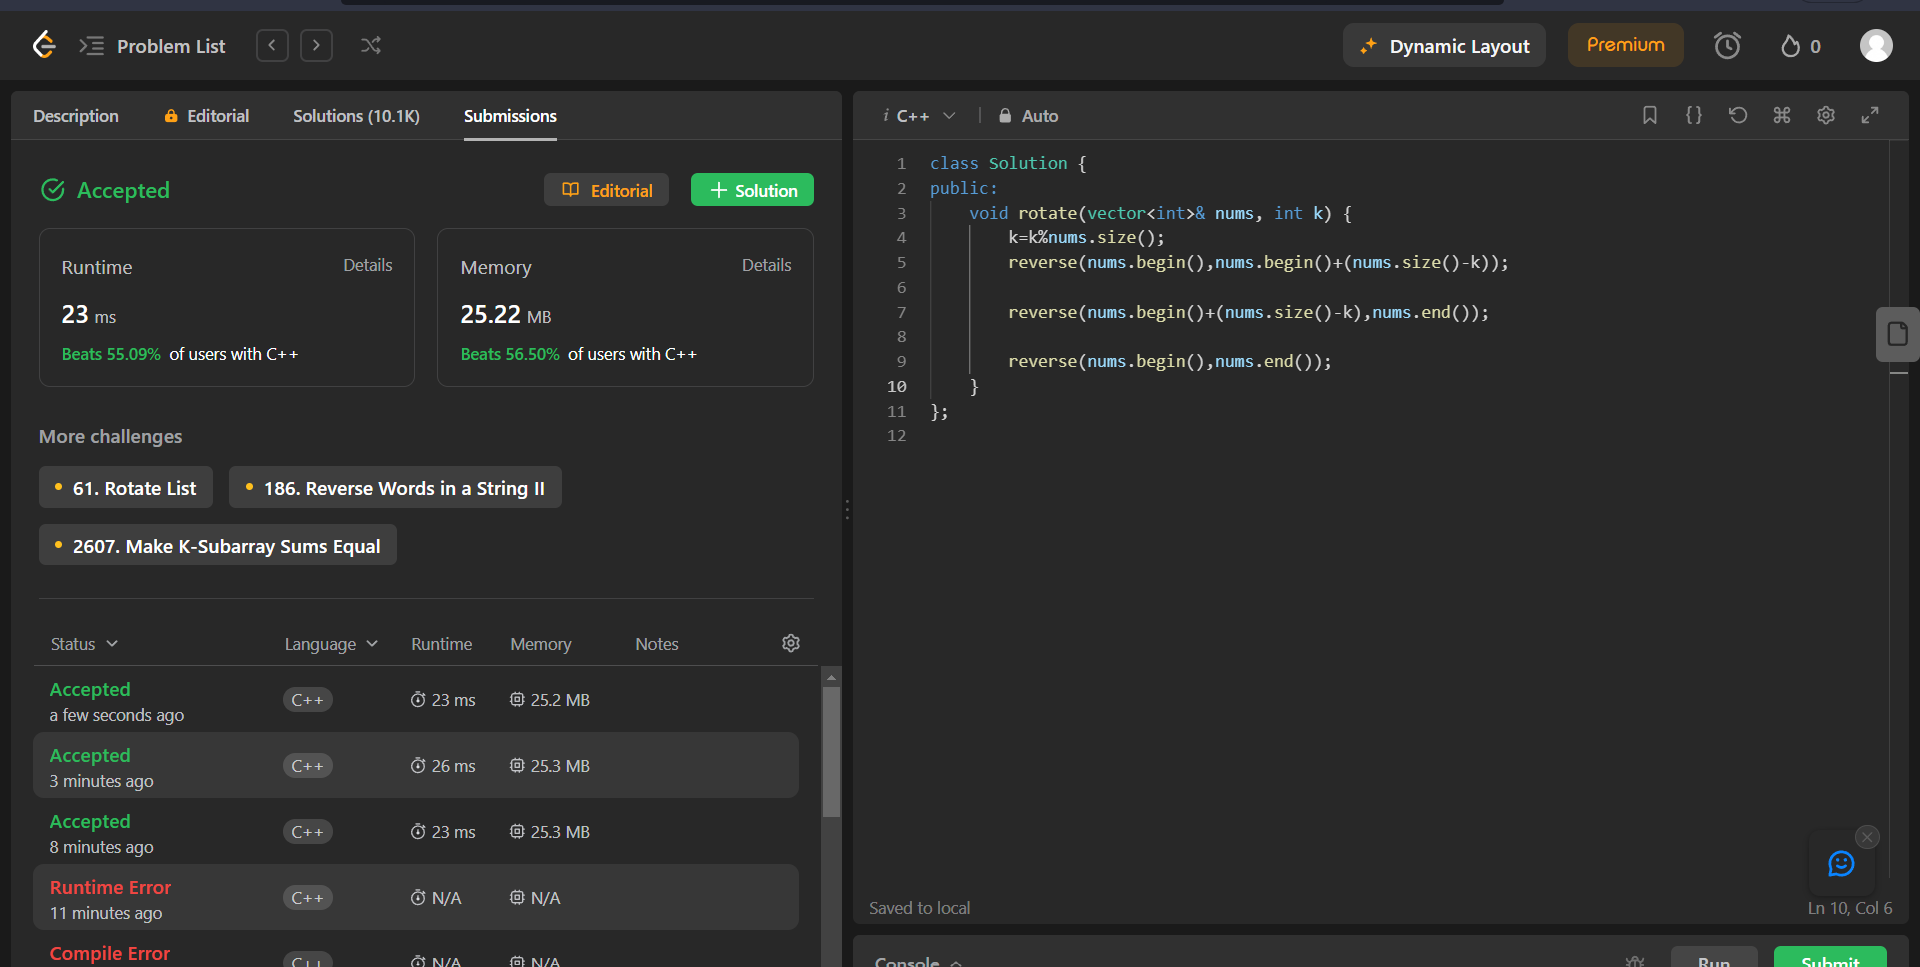 Problem List
Dynamic Layout
Premium
0
Description
Editorial
Solutions (10.1K)
Submissions
Accepted
Editorial
Solution
Runtime
Details
23 ms
Beats 55.09% of users with C++
Memory
Details
25.22 MB
Beats 56.50% of users with C++
More challenges
61. Rotate List
186. Reverse Words in a String II
2607. Make K-Subarray Sums Equal
Status
Language
Runtime
Memory
Notes
Accepted
a few seconds ago
C++
23 ms
25.2 MB
Accepted
3 minutes ago
C++
26 ms
25.3 MB
Accepted
8 minutes ago
C++
23 ms
25.3 MB
Runtime Error
11 minutes ago
C++
N/A
N/A
Compile Error
C++
N/A
N/A
i C++
Auto
1 class Solution {
2 public:
3     void rotate(vector<int>& nums, int k) {
4         k=k%nums.size();
5         reverse(nums.begin(),nums.begin()+(nums.size()-k));
6
7         reverse(nums.begin()+(nums.size()-k),nums.end());
8
9         reverse(nums.begin(),nums.end());
10     }
11 };
12
Saved to local
Ln 10, Col 6
Console
Run
Submit